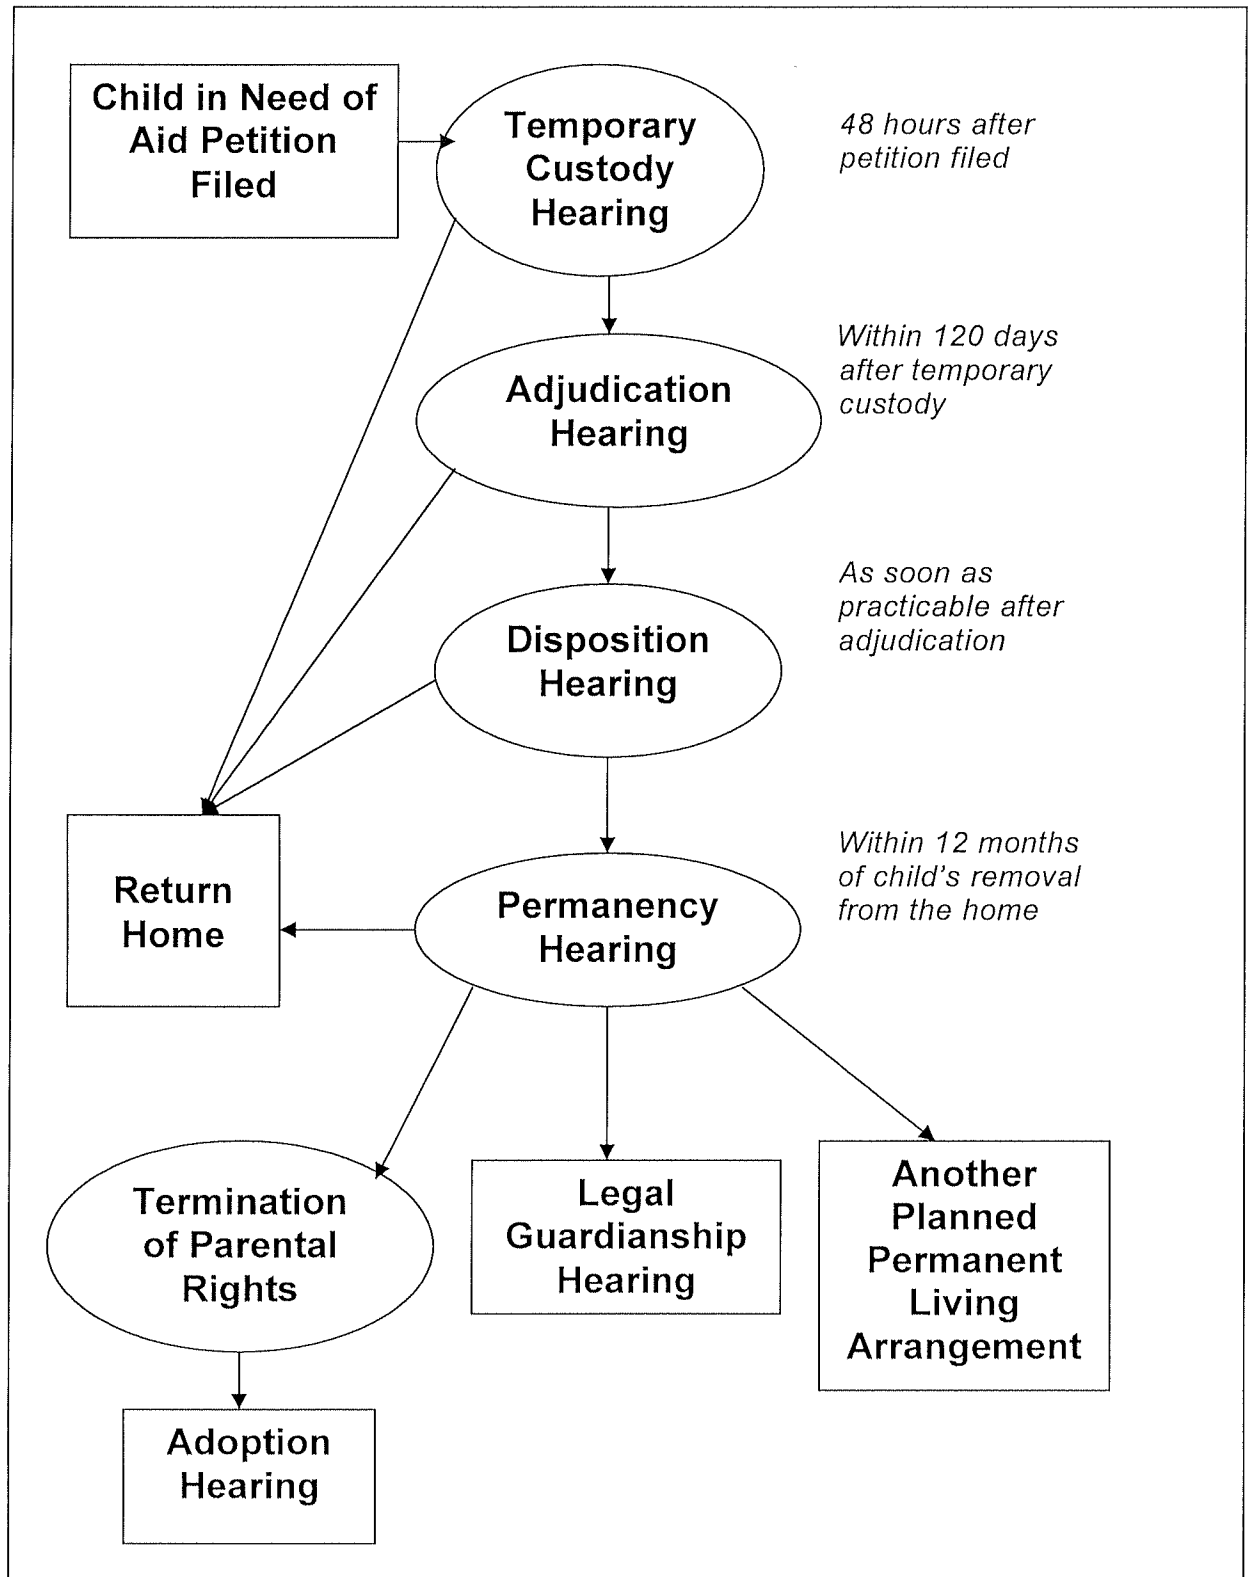 Child in Need of
Aid Petition
Filed
Temporary
Custody
Hearing
48 hours after
petition filed
Adjudication
Hearing
Within 120 days
after temporary
custody
Disposition
Hearing
As soon as
practicable after
adjudication
Return
Home
Permanency
Hearing
Within 12 months
of child's removal
from the home
Termination
of Parental
Rights
Legal
Guardianship
Hearing
Another
Planned
Permanent
Living
Arrangement
Adoption
Hearing